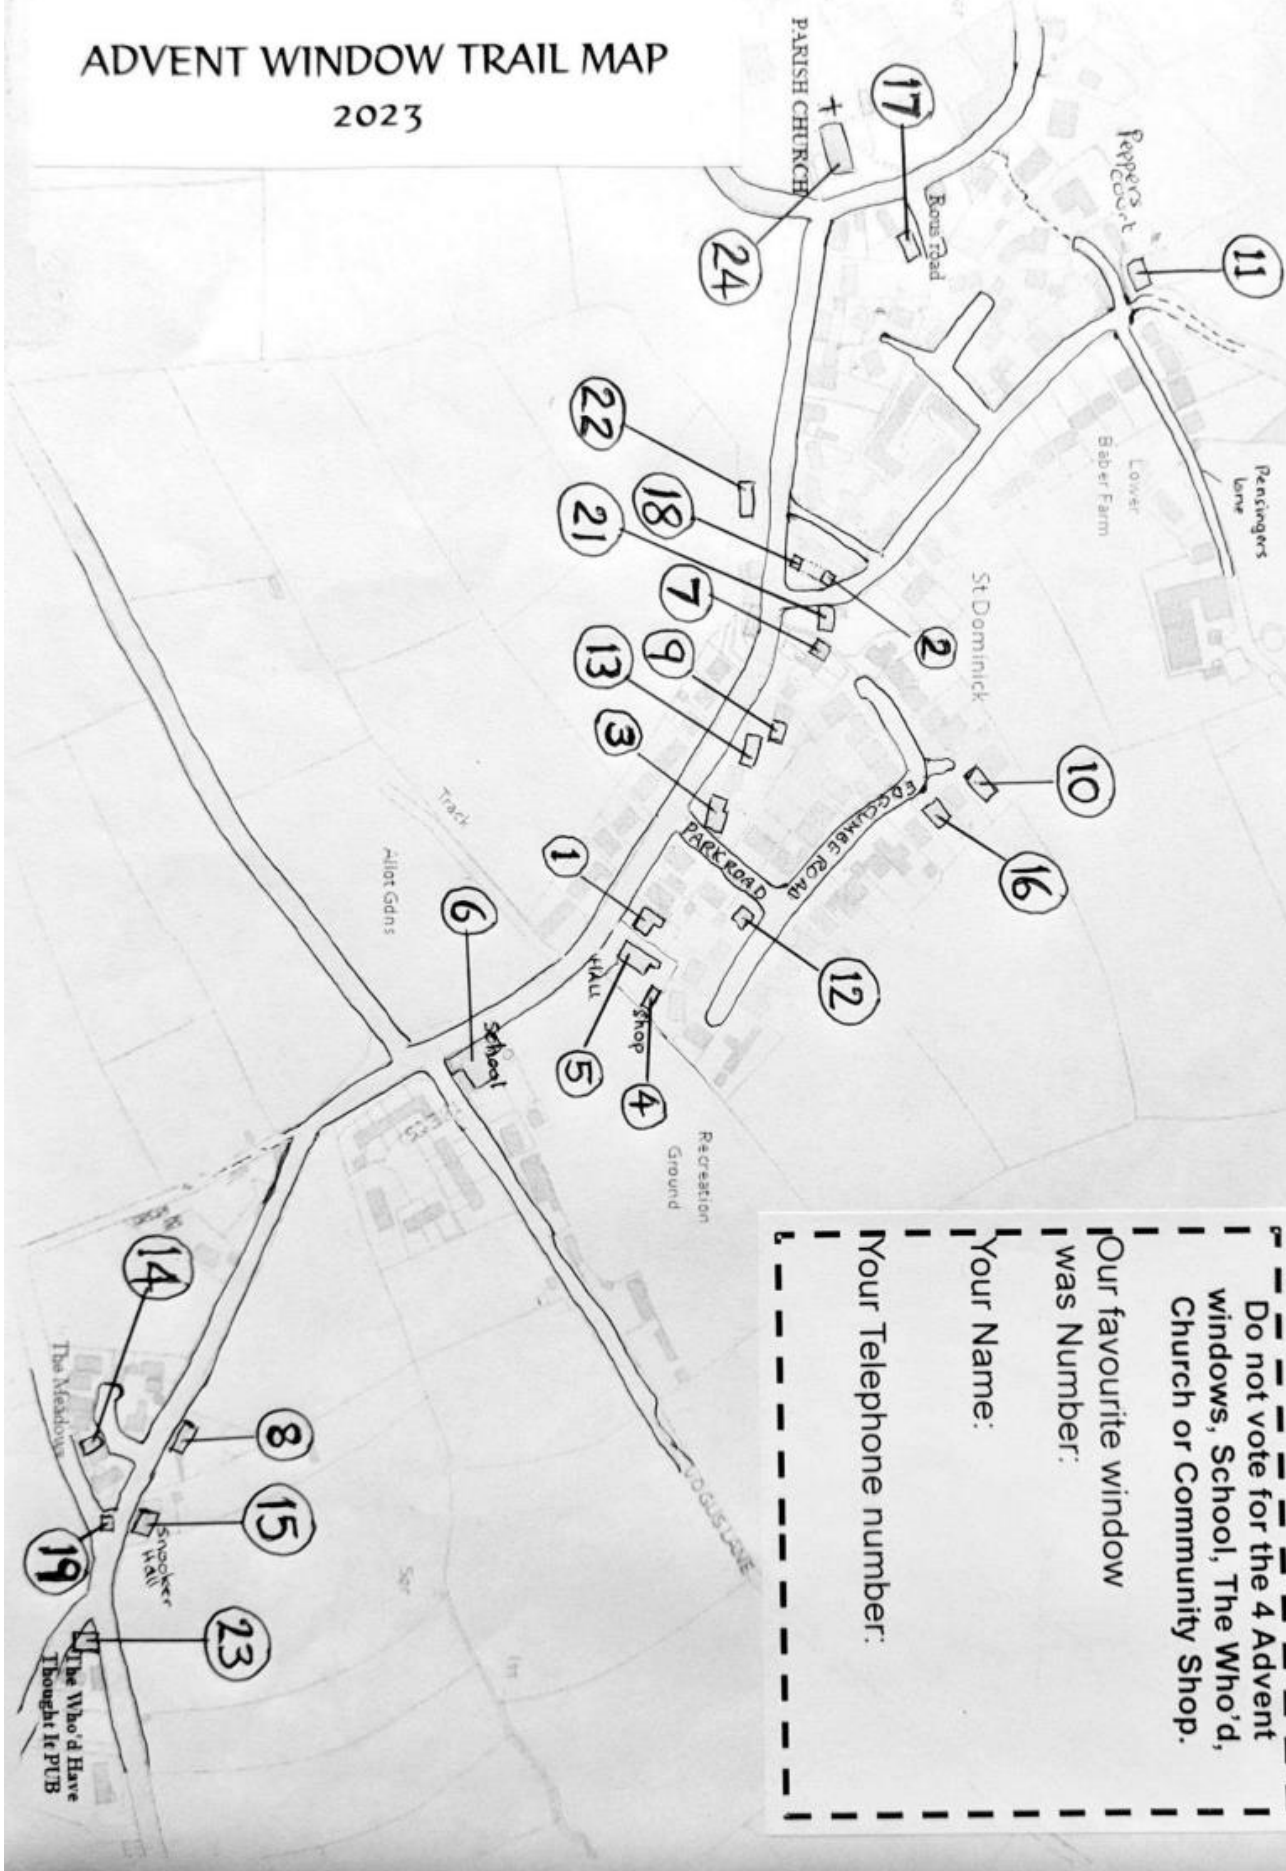 ADVENT WINDOW TRAIL MAP
2023
PARISH CHURCH
17
Peppers
Court
11
Rous road
24
Pensingers
lane
Lower
Baber Farm
22
18
21
7
2
St Dominick
9
13
3
10
16
EDGCUMBE ROAD
PARK ROAD
1
12
Track
Allot Gdns
6
HALL
shop
School
5
4
Recreation
Ground
Do not vote for the 4 Advent
windows, School, The Who'd,
Church or Community Shop.
Our favourite window
was Number:
Your Name:
Your Telephone number:
VOGUS LANE
14
The Meadows
8
15
Snooker
Hall
19
23
The Who'd Have
Thought It PUB